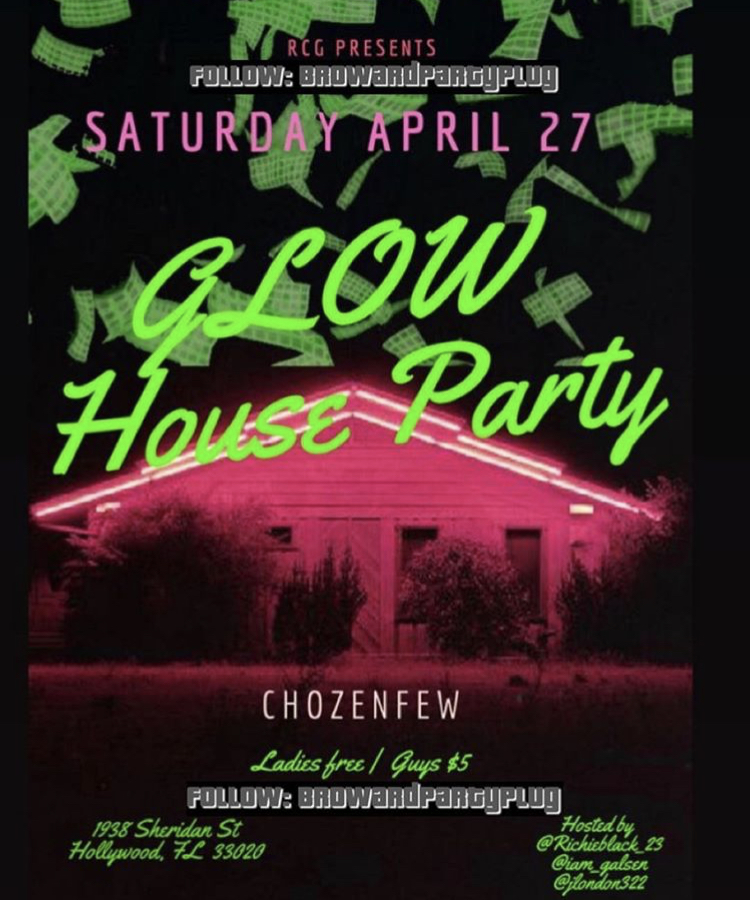 RCG PRESENTS
FOLLOW: BROWARDPARTYPLUG
SATURDAY APRIL 27
GLOW
House Party
CHOZENFEW
Ladies free / Guys $5
FOLLOW: BROWARDPARTYPLUG
1938 Sheridan St
Hollywood, FL 33020
Hosted by
@Richieblack_23
@iam_galsen
@jlondon322